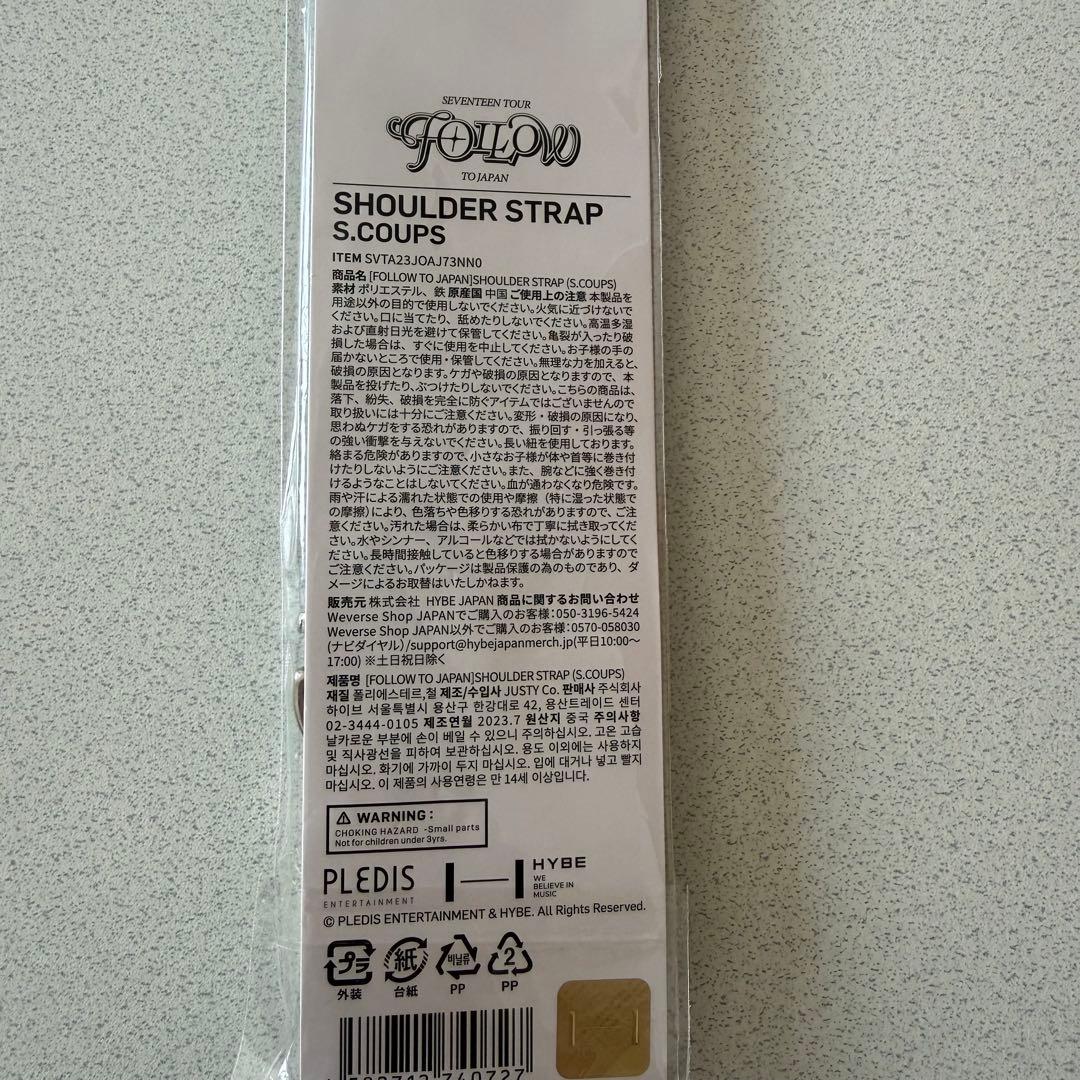 SEVENTEEN TOUR
FOLLOW
TO JAPAN
SHOULDER STRAP
S.COUPS
ITEM SVTA23JOAJ73NN0
商品名 [FOLLOW TO JAPAN]SHOULDER STRAP (S.COUPS)
素材 ポリエステル、鉄 原産国 中国 ご使用上の注意 本製品を
用途以外の目的で使用しないでください。火気に近づけないで
ください。口に当てたり、舐めたりしないでください。高温多湿
および直射日光を避けて保管してください。亀裂が入ったり破
損した場合は、すぐに使用を中止してください。お子様の手の
届かないところで使用・保管してください。無理な力を加えると、
破損の原因となります。ケガや破損の原因となりますので、本
製品を投げたり、ぶつけたりしないでください。こちらの商品は、
落下、紛失、破損を完全に防ぐアイテムではございませんので
取り扱いには十分にご注意ください。変形・破損の原因になり、
思わぬケガをする恐れがありますので、振り回す・引っ張る等
の強い衝撃を与えないでください。長い紐を使用しております。
絡まる危険がありますので、小さなお子様が体や首等に巻き付
けたりしないようにご注意ください。また、腕などに強く巻き付
けるようなことはしないでください。血が通わなくなり危険です。
雨や汗による濡れた状態での使用や摩擦（特に湿った状態で
の摩擦）により、色落ちや色移りする恐れがありますので、ご注
意ください。汚れた場合は、柔らかい布で丁寧に拭き取ってくだ
さい。水やシンナー、アルコールなどでは拭かないようにしてく
ださい。長時間接触していると色移りする場合がありますので
ご注意ください。パッケージは製品保護の為のものであり、ダ
メージによるお取替はいたしかねます。
販売元 株式会社 HYBE JAPAN 商品に関するお問い合わせ
Weverse Shop JAPANでご購入のお客様：050-3196-5424
Weverse Shop JAPAN以外でご購入のお客様：0570-058030
(ナビダイヤル)/support@hybejapanmerch.jp(平日10:00～
17:00) ※土日祝日除く
제품명 [FOLLOW TO JAPAN]SHOULDER STRAP (S.COUPS)
재질 폴리에스테르,철 제조/수입사 JUSTY Co. 판매사 주식회사
하이브 서울특별시 용산구 한강대로 42, 용산트레이드 센터
02-3444-0105 제조연월 2023.7 원산지 중국 주의사항
날카로운 부분에 손이 베일 수 있으니 주의하십시오. 고온 고습
및 직사광선을 피하여 보관하십시오. 용도 이외에는 사용하지
마십시오. 화기에 가까이 두지 마십시오. 입에 대거나 넣고 빨지
마십시오. 이 제품의 사용연령은 만 14세 이상입니다.
⚠ WARNING :
CHOKING HAZARD -Small parts
Not for children under 3yrs.
PLEDIS
ENTERTAINMENT
HYBE
WE
BELIEVE IN
MUSIC
© PLEDIS ENTERTAINMENT & HYBE. All Rights Reserved.
プラ 紙 비닐류 2
外装 台紙 PP PP